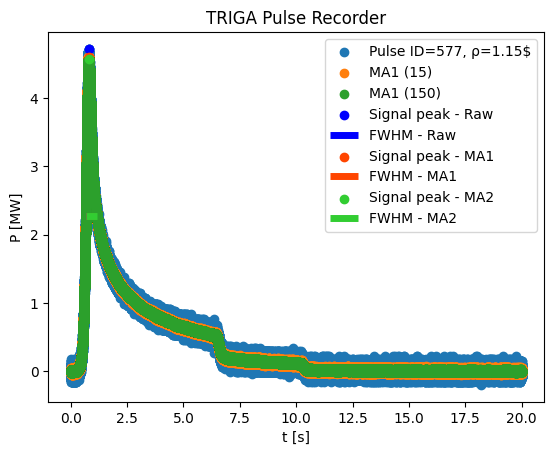 TRIGA Pulse Recorder
Pulse ID=577, ρ=1.15$
MA1 (15)
MA1 (150)
Signal peak - Raw
FWHM - Raw
Signal peak - MA1
FWHM - MA1
Signal peak - MA2
FWHM - MA2
P [MW]
4
3
2
1
0
0.0 2.5 5.0 7.5 10.0 12.5 15.0 17.5 20.0
t [s]